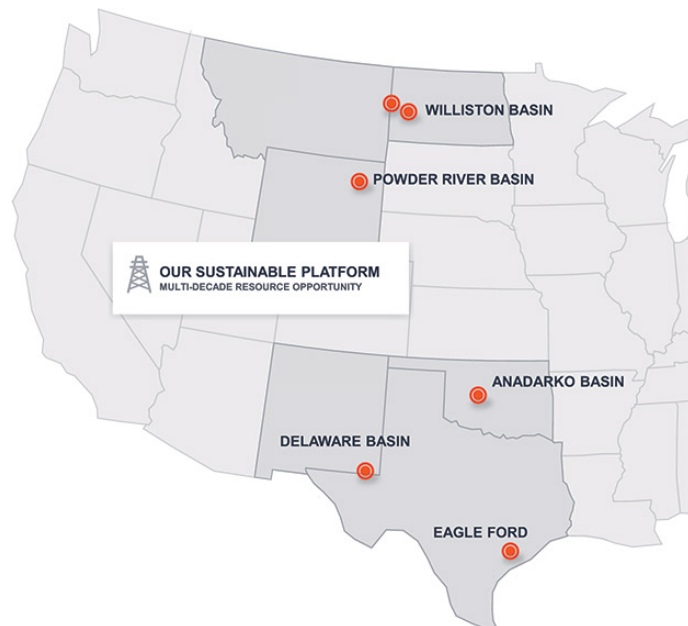 WILLISTON BASIN
POWDER RIVER BASIN
OUR SUSTAINABLE PLATFORM
MULTI-DECADE RESOURCE OPPORTUNITY
ANADARKO BASIN
DELAWARE BASIN
EAGLE FORD